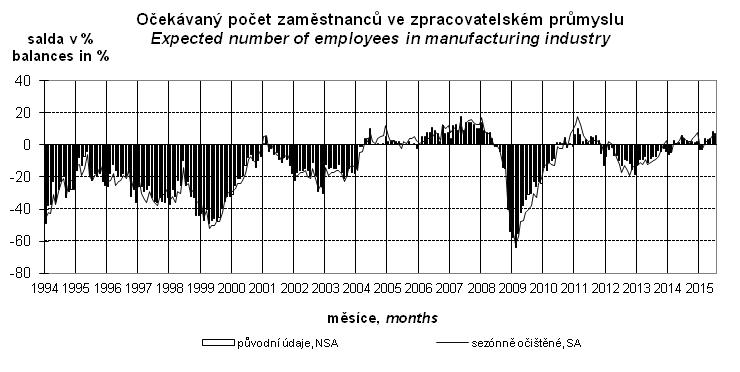 Očekávaný počet zaměstnanců ve zpracovatelském průmyslu
Expected number of employees in manufacturing industry
salda v %
balances in %
40
20
0
-20
-40
-60
-80
1994 1995 1996 1997 1998 1999 2000 2001 2002 2003 2004 2005 2006 2007 2008 2009 2010 2011 2012 2013 2014 2015
měsíce, months
původní údaje, NSA
sezónně očištěné, SA